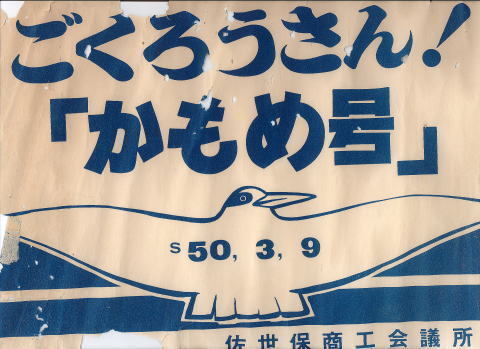 ごくろうさん!
「かもめ号」
S 50, 3, 9
佐世保商工会議所